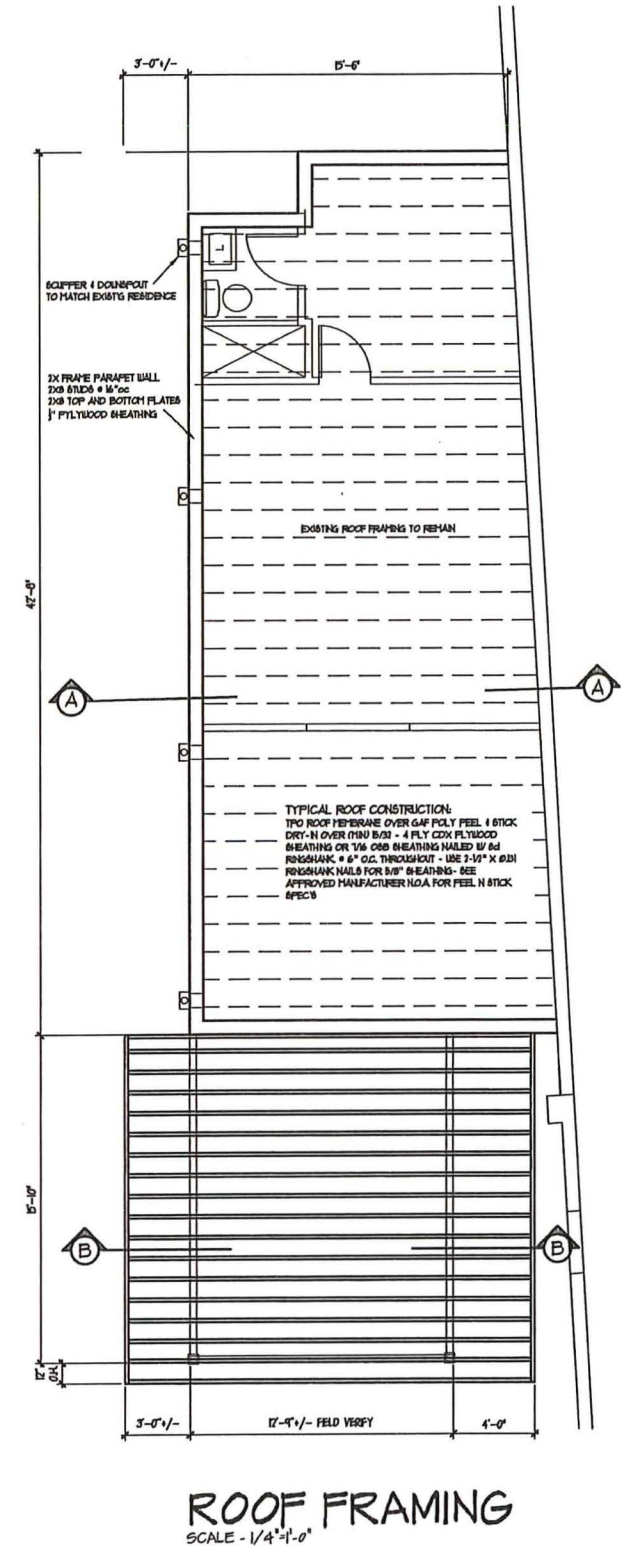 3'-0"+/-
15'-6"
SCUPPER & DOWNSPOUT
TO MATCH EXIST'G RESIDENCE
L
2X FRAME PARAPET WALL
2X8 STUDS @ 16"oc
2X8 TOP AND BOTTOM PLATES
PLYWOOD SHEATHING
EXISTING ROOF FRAMING TO REMAIN
42'-8"
A
A
TYPICAL ROOF CONSTRUCTION:
TPO ROOF MEMBRANE OVER GAF POLY PEEL & STICK
DRY-IN OVER (MIN) 15/32 - 4 PLY CDX PLYWOOD
SHEATHING OR 7/16 OSB SHEATHING NAILED W/ 8d
RINGSHANK @ 6" O.C. THROUGHOUT - USE 2-1/2" X
RINGSHANK NAILS FOR 5/8" SHEATHING - SEE
APPROVED MANUFACTURER N.O.A FOR PEEL N STICK
SPEC'S
15'-10"
B
B
12"
O.H.
3'-0"+/-
12'-9"+/- FIELD VERIFY
4'-0"
ROOF FRAMING
SCALE - 1/4"=1'-0"